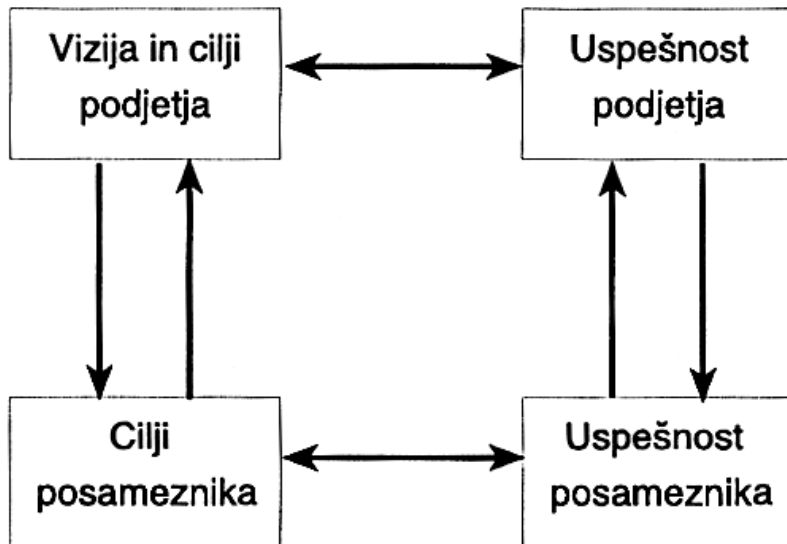 Vizija in cilji
podjetja
Uspešnost
podjetja
Cilji
posameznika
Uspešnost
posameznika